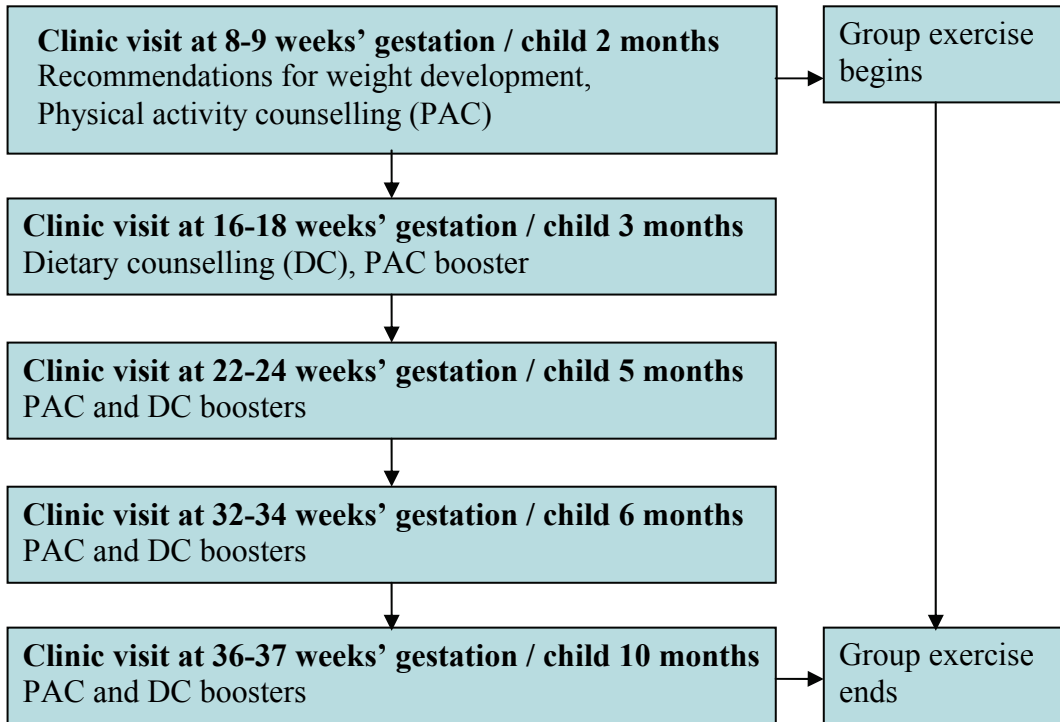 Clinic visit at 8-9 weeks’ gestation / child 2 months
Recommendations for weight development,
Physical activity counselling (PAC)
Group exercise
begins
Clinic visit at 16-18 weeks’ gestation / child 3 months
Dietary counselling (DC), PAC booster
Clinic visit at 22-24 weeks’ gestation / child 5 months
PAC and DC boosters
Clinic visit at 32-34 weeks’ gestation / child 6 months
PAC and DC boosters
Clinic visit at 36-37 weeks’ gestation / child 10 months
PAC and DC boosters
Group exercise
ends